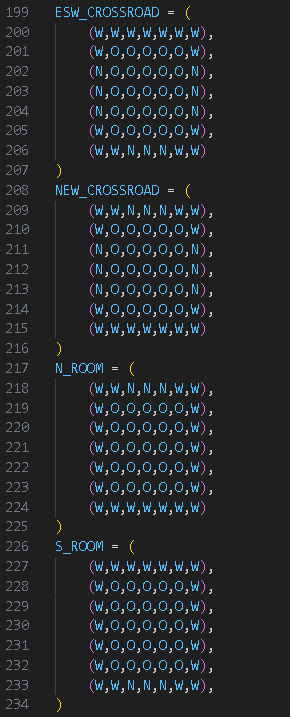 199 ESW_CROSSROAD = (
200 (W,W,W,W,W,W,W),
201 (W,O,O,O,O,O,W),
202 (N,O,O,O,O,O,N),
203 (N,O,O,O,O,O,N),
204 (N,O,O,O,O,O,N),
205 (W,O,O,O,O,O,W),
206 (W,W,N,N,N,W,W)
207 )
208 NEW_CROSSROAD = (
209 (W,W,N,N,N,W,W),
210 (W,O,O,O,O,O,W),
211 (N,O,O,O,O,O,N),
212 (N,O,O,O,O,O,N),
213 (N,O,O,O,O,O,N),
214 (W,O,O,O,O,O,W),
215 (W,W,W,W,W,W,W)
216 )
217 N_ROOM = (
218 (W,W,N,N,N,W,W),
219 (W,O,O,O,O,O,W),
220 (W,O,O,O,O,O,W),
221 (W,O,O,O,O,O,W),
222 (W,O,O,O,O,O,W),
223 (W,O,O,O,O,O,W),
224 (W,W,W,W,W,W,W)
225 )
226 S_ROOM = (
227 (W,W,W,W,W,W,W),
228 (W,O,O,O,O,O,W),
229 (W,O,O,O,O,O,W),
230 (W,O,O,O,O,O,W),
231 (W,O,O,O,O,O,W),
232 (W,O,O,O,O,O,W),
233 (W,W,N,N,N,W,W),
234 )